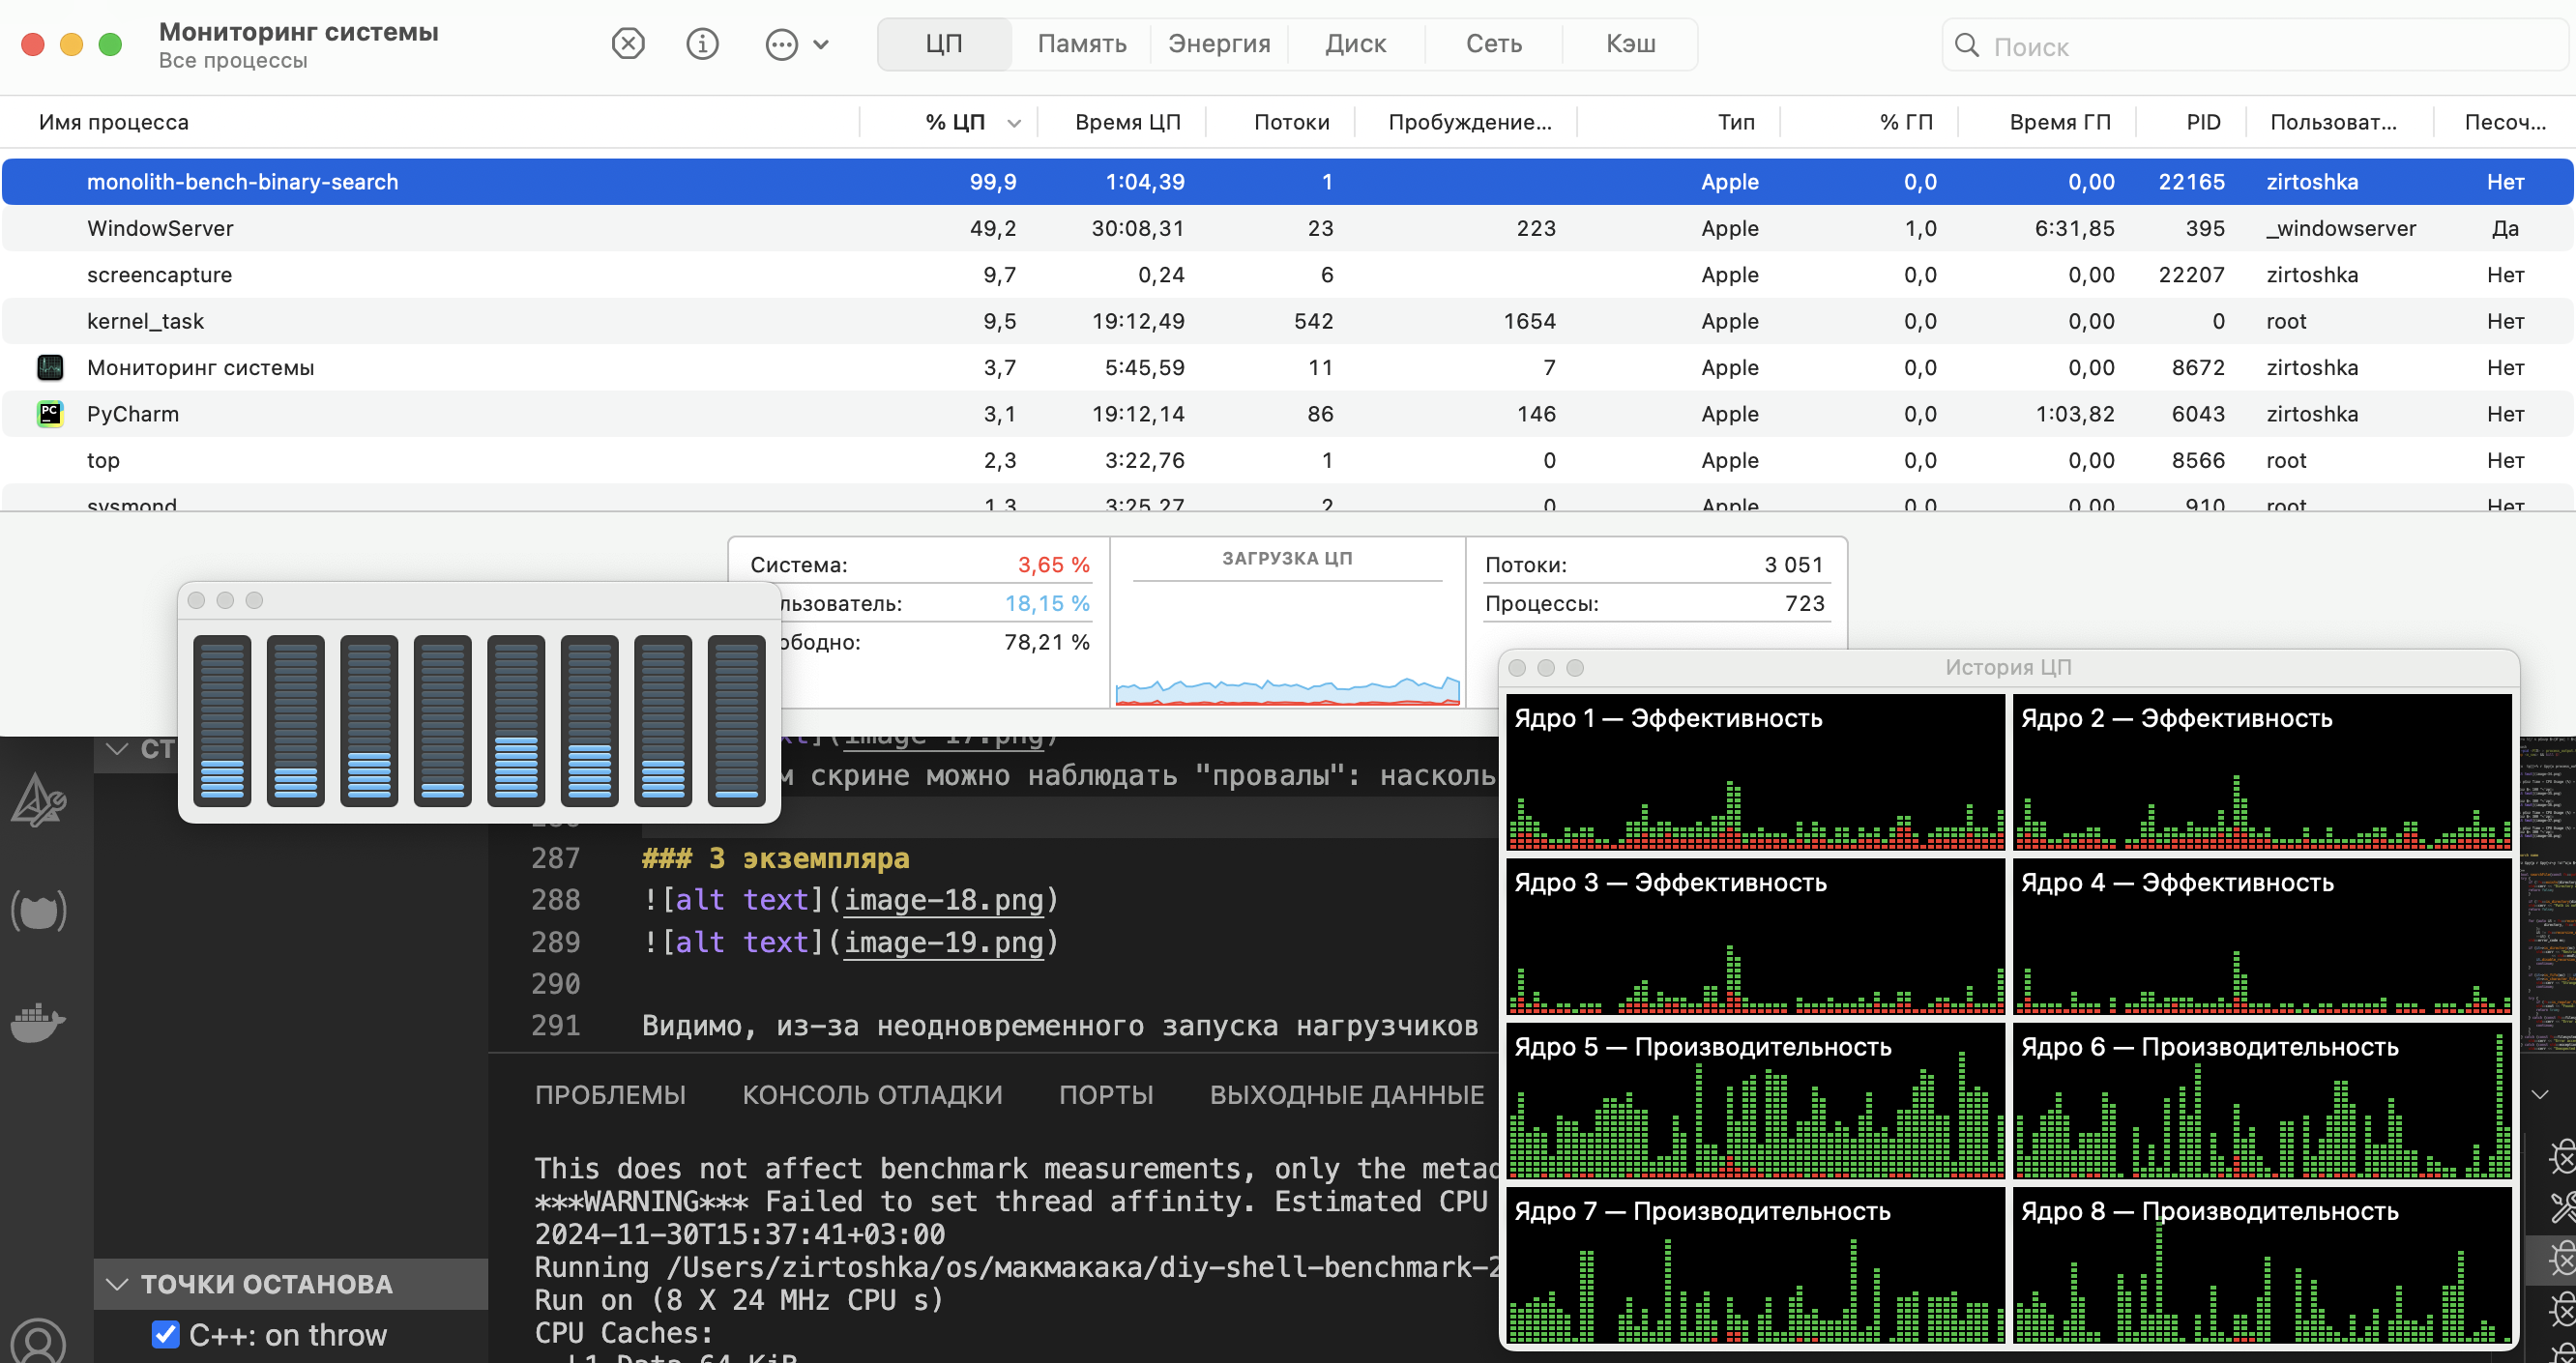 Мониторинг системы
Все процессы
ЦП Память Энергия Диск Сеть Кэш
Поиск
Имя процесса % ЦП Время ЦП Потоки Пробуждение... Тип % ГП Время ГП PID Пользоват... Песоч...
monolith-bench-binary-search 99,9 1:04,39 1 Apple 0,0 0,00 22165 zirtoshka Нет
WindowServer 49,2 30:08,31 23 223 Apple 1,0 6:31,85 395 _windowserver Да
screencapture 9,7 0,24 6 Apple 0,0 0,00 22207 zirtoshka Нет
kernel_task 9,5 19:12,49 542 1654 Apple 0,0 0,00 0 root Нет
Мониторинг системы 3,7 5:45,59 11 7 Apple 0,0 0,00 8672 zirtoshka Нет
PC PyCharm 3,1 19:12,14 86 146 Apple 0,0 1:03,82 6043 zirtoshka Нет
top 2,3 3:22,76 1 0 Apple 0,0 0,00 8566 root Нет
sysmond 1,3 3:25,27 2 0 Apple 0,0 0,00 910 root Нет
Система: 3,65 %
льзователь: 18,15 %
ободно: 78,21 %
ЗАГРУЗКА ЦП
Потоки: 3 051
Процессы: 723
История ЦП
Ядро 1 — Эффективность
Ядро 2 — Эффективность
Ядро 3 — Эффективность
Ядро 4 — Эффективность
Ядро 5 — Производительность
Ядро 6 — Производительность
Ядро 7 — Производительность
Ядро 8 — Производительность
СТ
xt](image-17.png)
м скрине можно наблюдать "провалы": насколь
286
287 ### 3 экземпляра
288 ![alt text](image-18.png)
289 ![alt text](image-19.png)
290
291 Видимо, из-за неодновременного запуска нагрузчиков
ПРОБЛЕМЫ КОНСОЛЬ ОТЛАДКИ ПОРТЫ ВЫХОДНЫЕ ДАННЫЕ
This does not affect benchmark measurements, only the metad
***WARNING*** Failed to set thread affinity. Estimated CPU
2024-11-30T15:37:41+03:00
Running /Users/zirtoshka/os/макмакака/diy-shell-benchmark-2
Run on (8 X 24 MHz CPU s)
CPU Caches:
L1 Data 64 KiB
ТОЧКИ ОСТАНОВА
C++: on throw